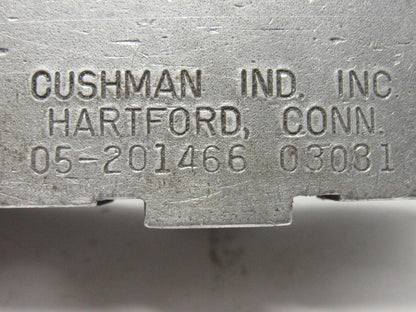 CUSHMAN IND. INC.
HARTFORD, CONN.
05-201466 03081